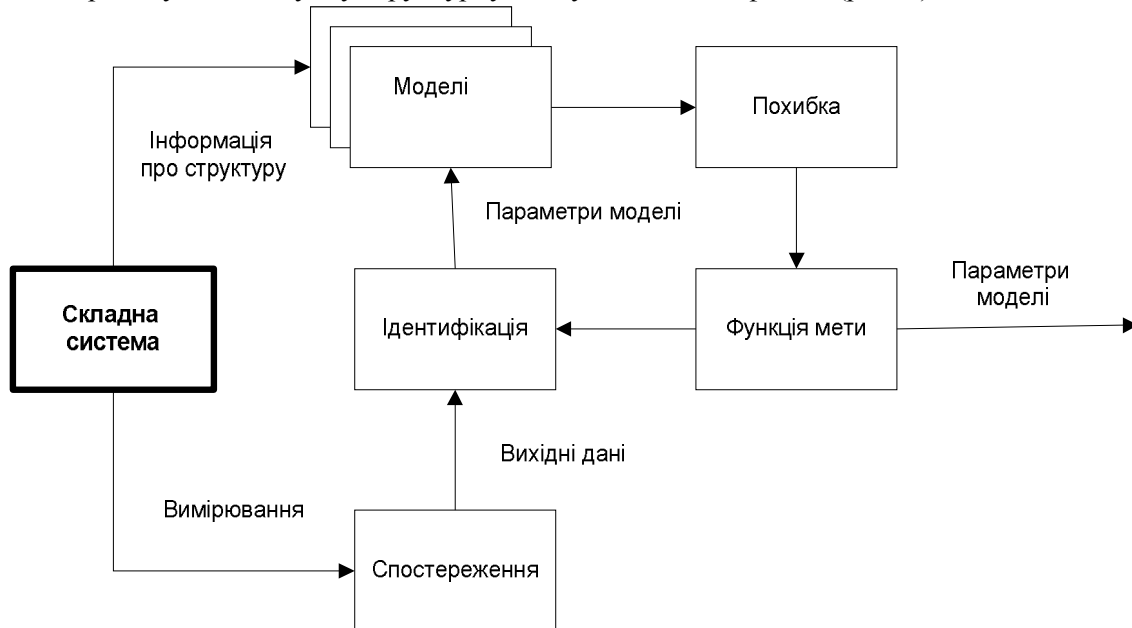 Моделі
Похибка
Інформація
про структуру
Параметри моделі
Складна
система
Ідентифікація
Функція мети
Параметри
моделі
Вихідні дані
Вимірювання
Спостереження